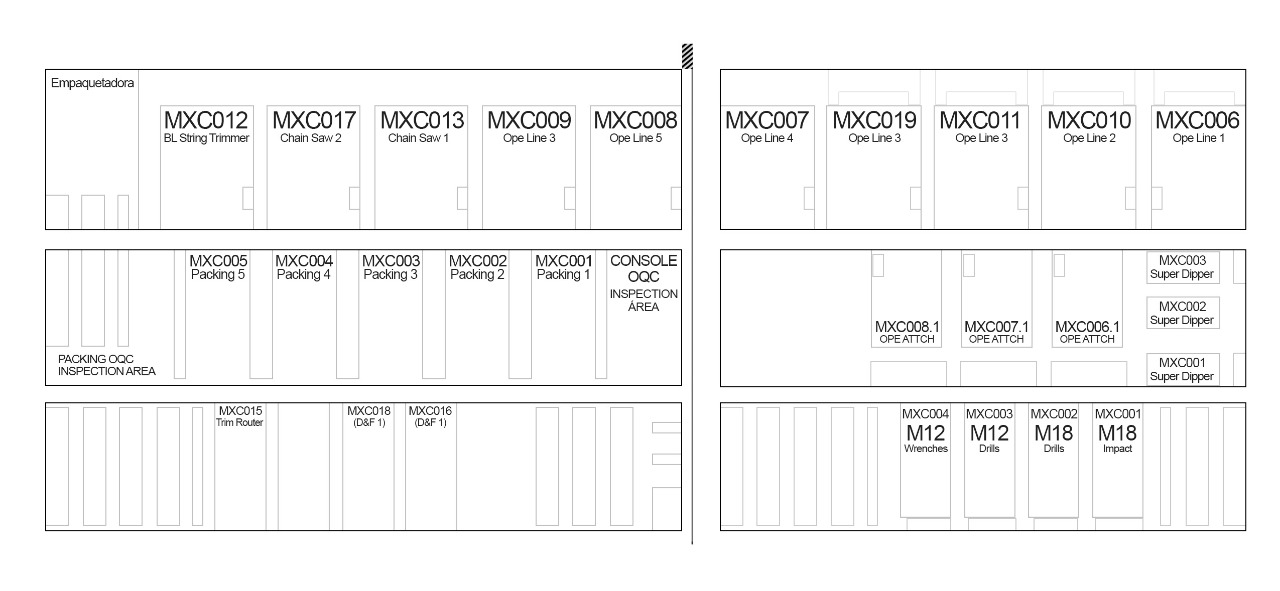 Empaquetadora
MXC012
BL String Trimmer
MXC017
Chain Saw 2
MXC013
Chain Saw 1
MXC009
Ope Line 3
MXC008
Ope Line 5
MXC007
Ope Line 4
MXC019
Ope Line 3
MXC011
Ope Line 3
MXC010
Ope Line 2
MXC006
Ope Line 1
MXC005
Packing 5
MXC004
Packing 4
MXC003
Packing 3
MXC002
Packing 2
MXC001
Packing 1
CONSOLE
OQC
INSPECTION
ÁREA
PACKING OQC
INSPECTION AREA
MXC008.1
OPE ATTCH
MXC007.1
OPE ATTCH
MXC006.1
OPE ATTCH
MXC003
Super Dipper
MXC002
Super Dipper
MXC001
Super Dipper
MXC015
Trim Router
MXC018
(D&F 1)
MXC016
(D&F 1)
MXC004
M12
Wrenches
MXC003
M12
Drills
MXC002
M18
Drills
MXC001
M18
Impact